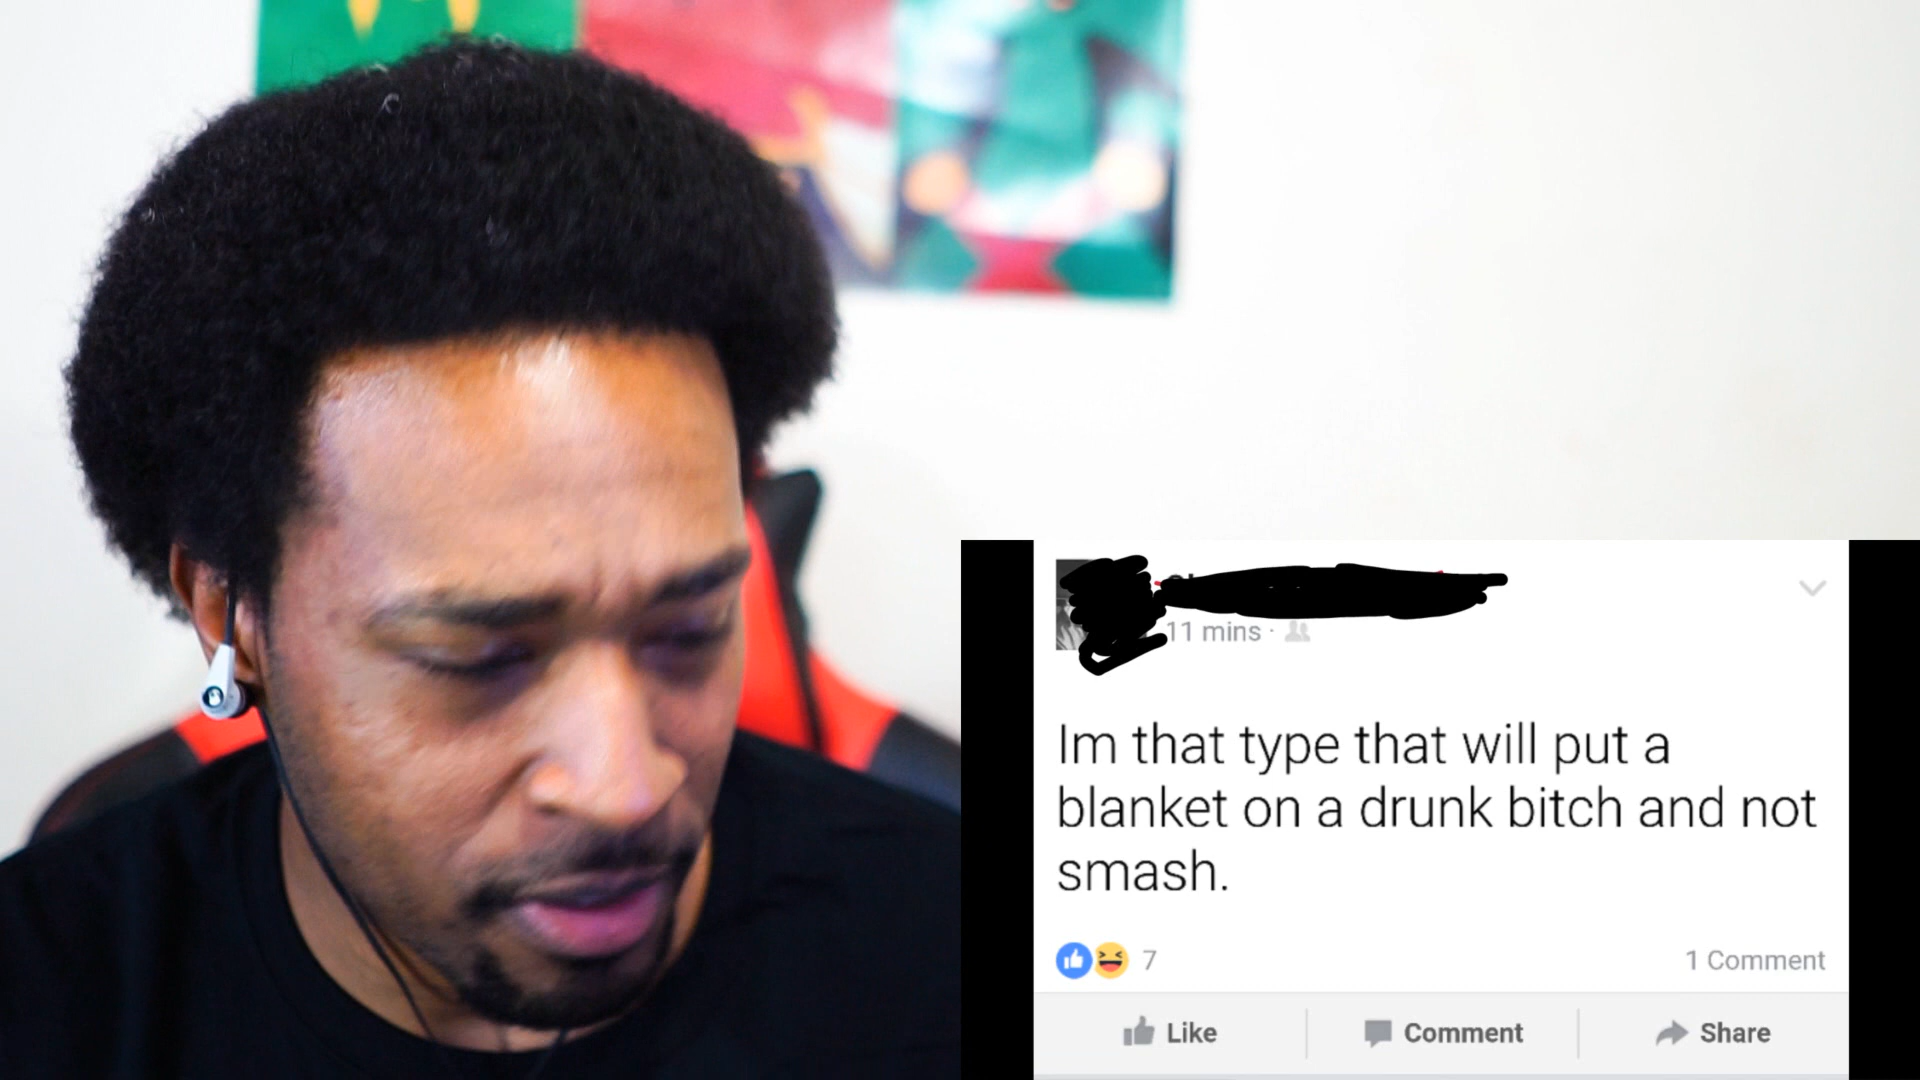 11 mins ·
Im that type that will put a
blanket on a drunk bitch and not
smash.
7
1 Comment
Like
Comment
Share